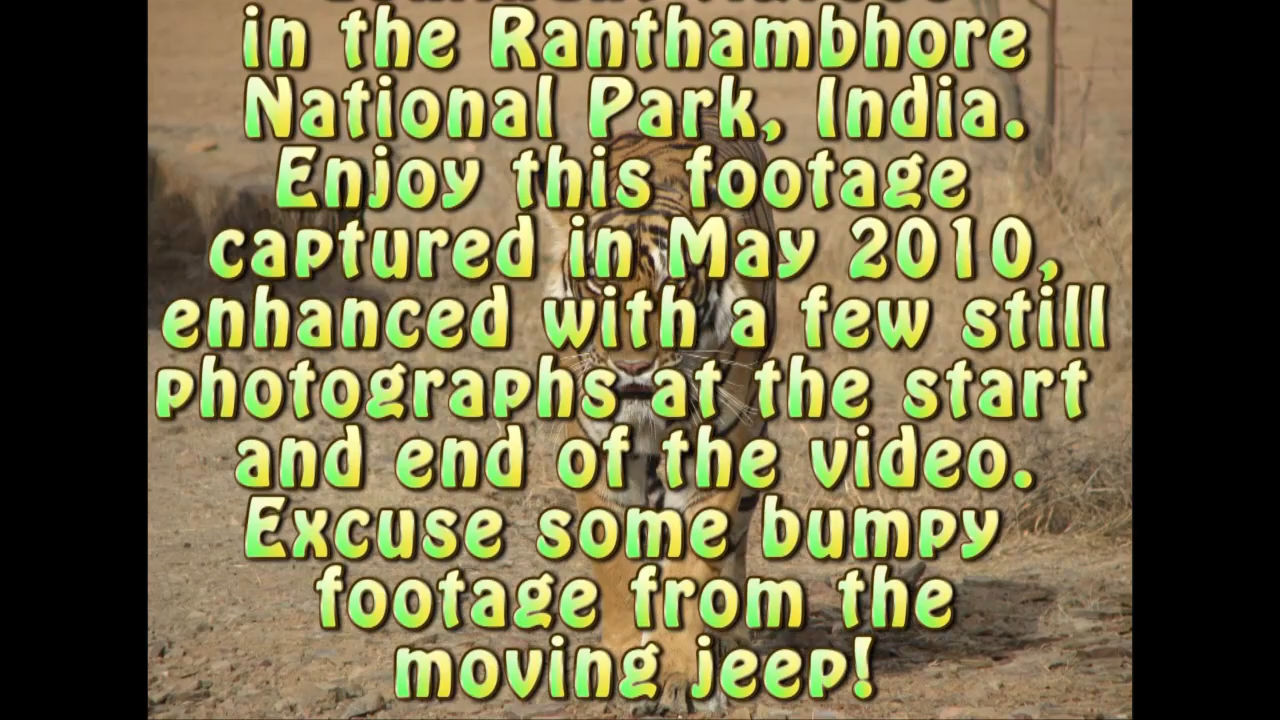 in the Ranthambhore
National Park, India.
Enjoy this footage
captured in May 2010,
enhanced with a few still
photographs at the start
and end of the video.
Excuse some bumpy
footage from the
moving jeep!